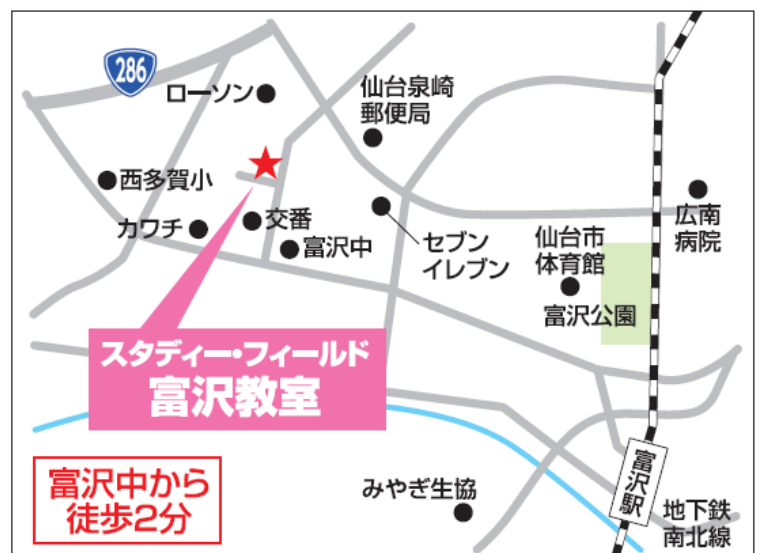 286
ローソン
仙台泉崎
郵便局
西多賀小
カワチ
交番
富沢中
セブン
イレブン
仙台市
体育館
富沢公園
広南
病院
スタディー・フィールド
富沢教室
富沢中から
徒歩2分
みやぎ生協
富沢駅
地下鉄
南北線